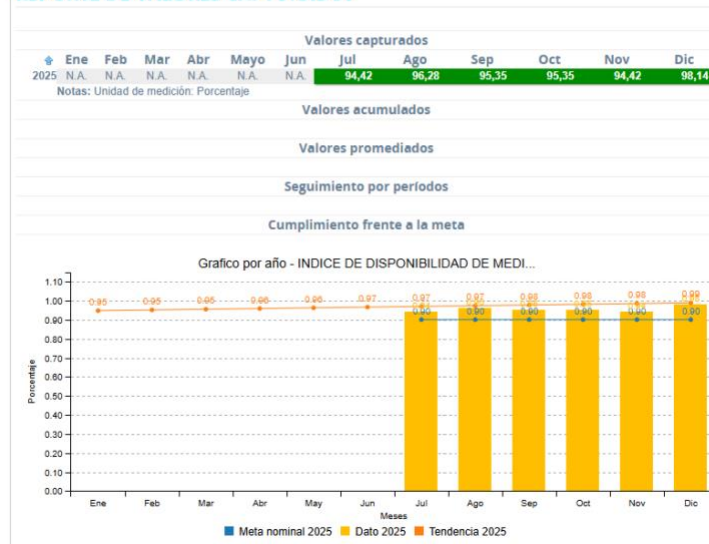 Valores capturados
Ene Feb Mar Abr Mayo Jun Jul Ago Sep Oct Nov Dic
2025 N.A. N.A. N.A. N.A. N.A. N.A. 94,42 96,28 95,35 95,35 94,42 98,14
Notas: Unidad de medición: Porcentaje
Valores acumulados
Valores promediados
Seguimiento por períodos
Cumplimiento frente a la meta
Grafico por año - INDICE DE DISPONIBILIDAD DE MEDI...
1.10
1.00
0.90
0.80
0.70
0.60
0.50
0.40
0.30
0.20
0.10
0.00
Porcentaje
0.95 0.95 0.96 0.96 0.96 0.97 0.97 0.97 0.98 0.98 0.98 0.99
0.90 0.90 0.90 0.90 0.90 0.90
Ene Feb Mar Abr May Jun Jul Ago Sep Oct Nov Dic
Meses
Meta nominal 2025 Dato 2025 Tendencia 2025